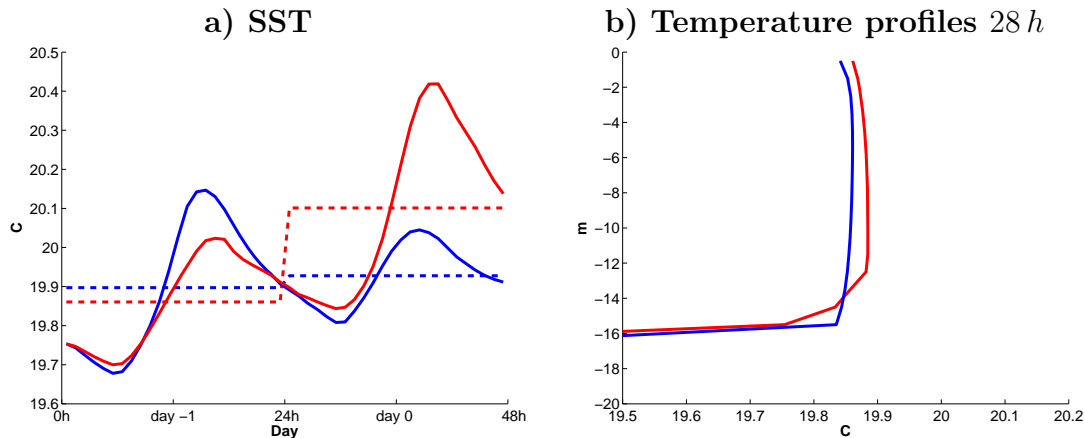 a) SST
20.5
20.4
20.3
20.2
20.1
20
19.9
19.8
19.7
19.6
C
0h day −1 24h day 0 48h
Day
b) Temperature profiles 28 h
0
−2
−4
−6
−8
−10
−12
−14
−16
−18
−20
m
19.5 19.6 19.7 19.8 19.9 20 20.1 20.2
C